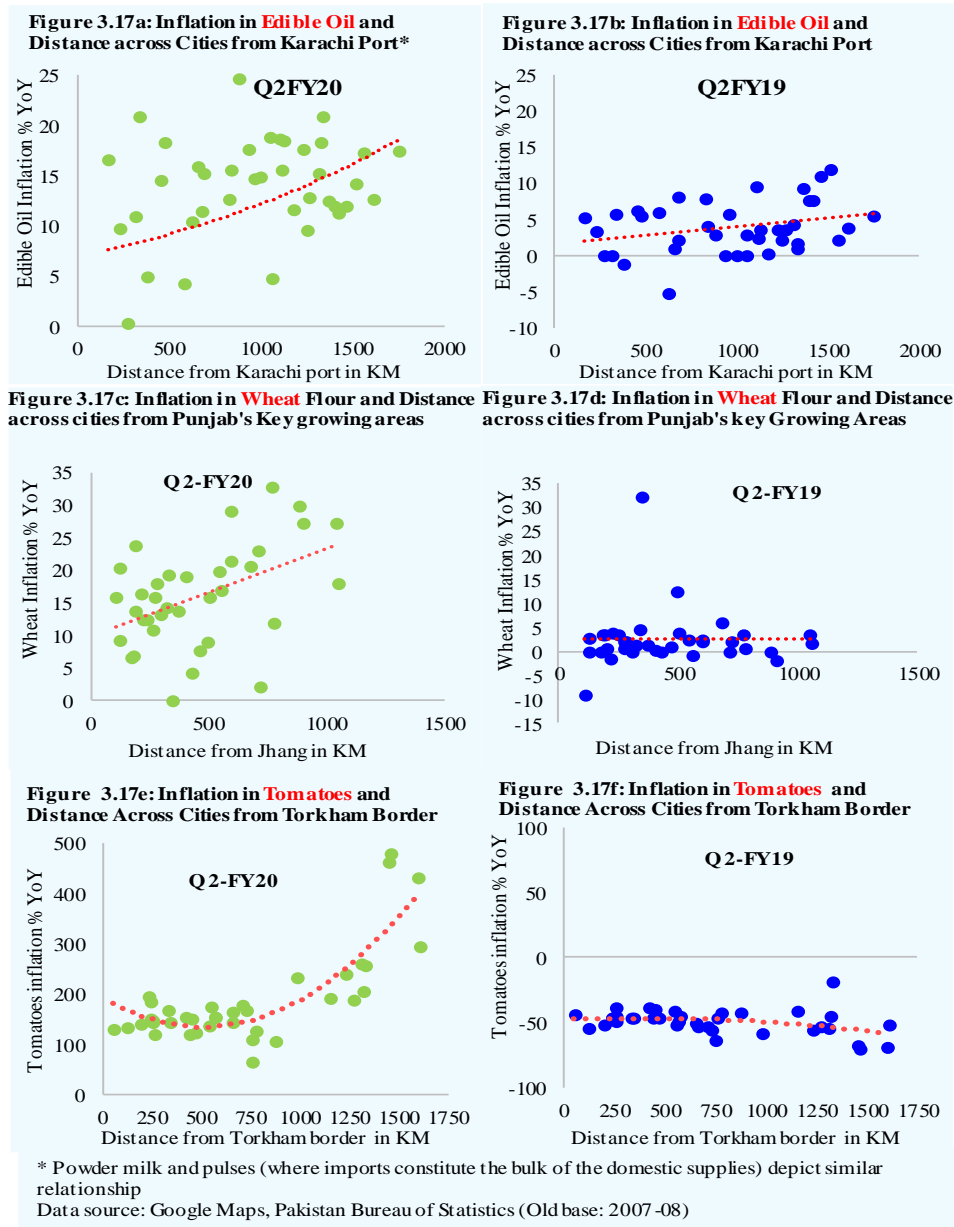 Figure 3.17a: Inflation in Edible Oil and
Distance across Cities from Karachi Port*
Q2FY20
Edible Oil Inflation % YoY
25
20
15
10
5
0
0 500 1000 1500 2000
Distance from Karachi port in KM
Figure 3.17b: Inflation in Edible Oil and
Distance across Cities from Karachi Port
Q2FY19
Edible Oil Inflation % YoY
25
20
15
10
5
0
-5
-10
0 500 1000 1500 2000
Distance from Karachi port in KM
Figure 3.17c: Inflation in Wheat Flour and Distance
across cities from Punjab's Key growing areas
Q2-FY20
Wheat Inflation % YoY
35
30
25
20
15
10
5
0
0 500 1000 1500
Distance from Jhang in KM
Figure 3.17d: Inflation in Wheat Flour and Distance
across cities from Punjab's key Growing Areas
Q2-FY19
Wheat Inflation % YoY
35
30
25
20
15
10
5
0
-5
-10
-15
0 500 1000 1500
Distance from Jhang in KM
Figure 3.17e: Inflation in Tomatoes and
Distance Across Cities from Torkham Border
Q2-FY20
Tomatoes inflation % YoY
500
400
300
200
100
0
0 250 500 750 1000 1250 1500 1750
Distance from Torkham border in KM
Figure 3.17f: Inflation in Tomatoes and
Distance Across Cities from Torkham Border
Q2-FY19
Tomatoes inflation % YoY
100
50
0
-50
-100
0 250 500 750 1000 1250 1500 1750
Distance from Torkham border in KM
* Powder milk and pulses (where imports constitute the bulk of the domestic supplies) depict similar
relationship
Data source: Google Maps, Pakistan Bureau of Statistics (Old base: 2007-08)